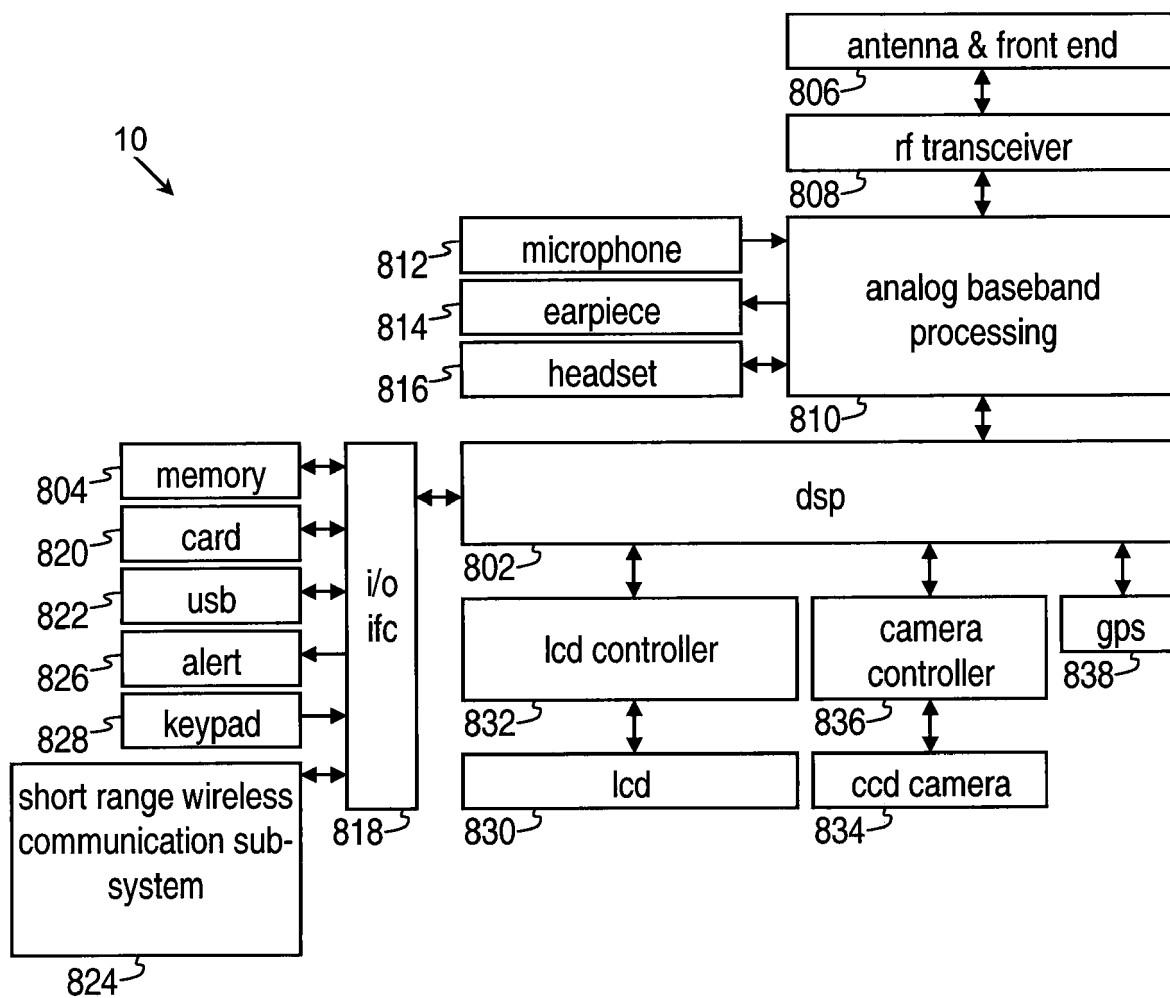 antenna & front end
806
10
rf transceiver
808
microphone
812
analog baseband
processing
earpiece
814
headset
816
810
memory
804
i/o
ifc
dsp
802
card
820
usb
822
alert
826
keypad
828
lcd controller
832
camera
controller
836
gps
838
short range wireless
communication sub-
system
824
818
lcd
830
ccd camera
834